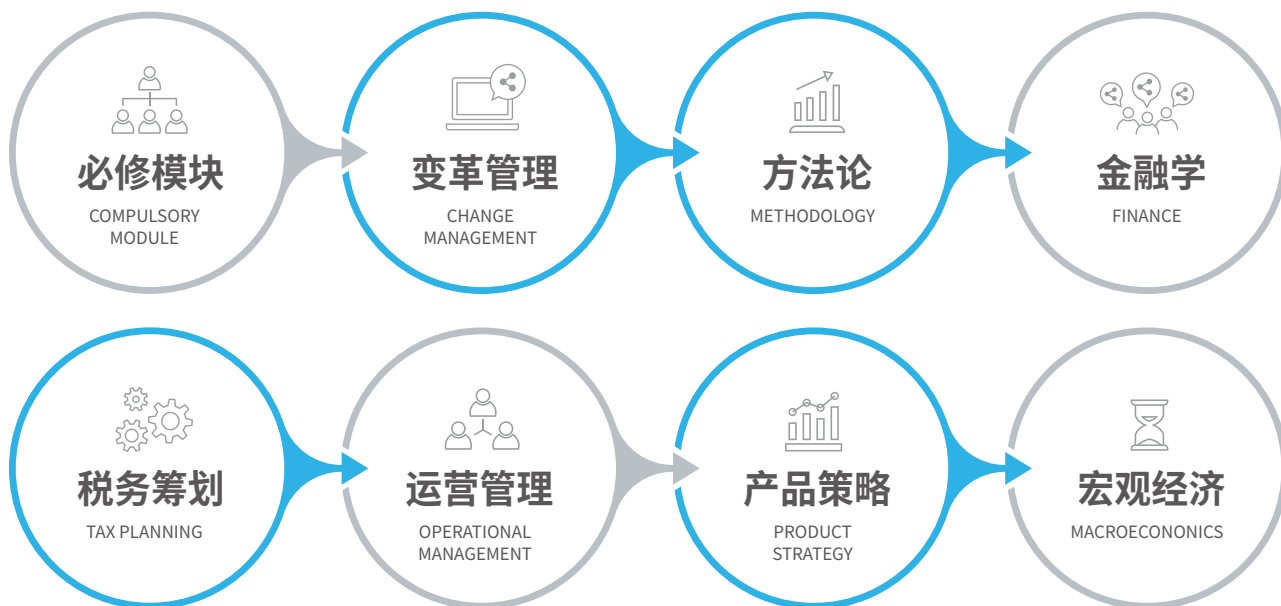 必修模块
COMPULSORY
MODULE
变革管理
CHANGE
MANAGEMENT
方法论
METHODOLOGY
金融学
FINANCE
税务筹划
TAX PLANNING
运营管理
OPERATIONAL
MANAGEMENT
产品策略
PRODUCT
STRATEGY
宏观经济
MACROECONONICS